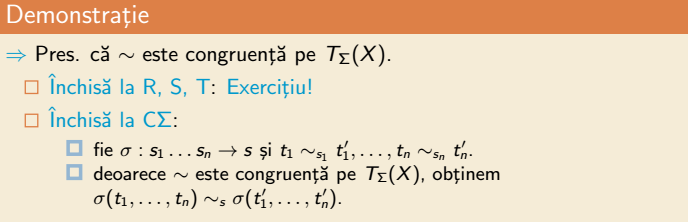 Demonstrație
⇒ Pres. că ∼ este congruență pe T_Σ(X).
□ Închisă la R, S, T: Exercițiu!
□ Închisă la CΣ:
□ fie σ : s₁ … sₙ → s și t₁ ∼_{s₁} t′₁, … , tₙ ∼_{sₙ} t′ₙ.
□ deoarece ∼ este congruență pe T_Σ(X), obținem
σ(t₁, … , tₙ) ∼_s σ(t′₁, … , t′ₙ).